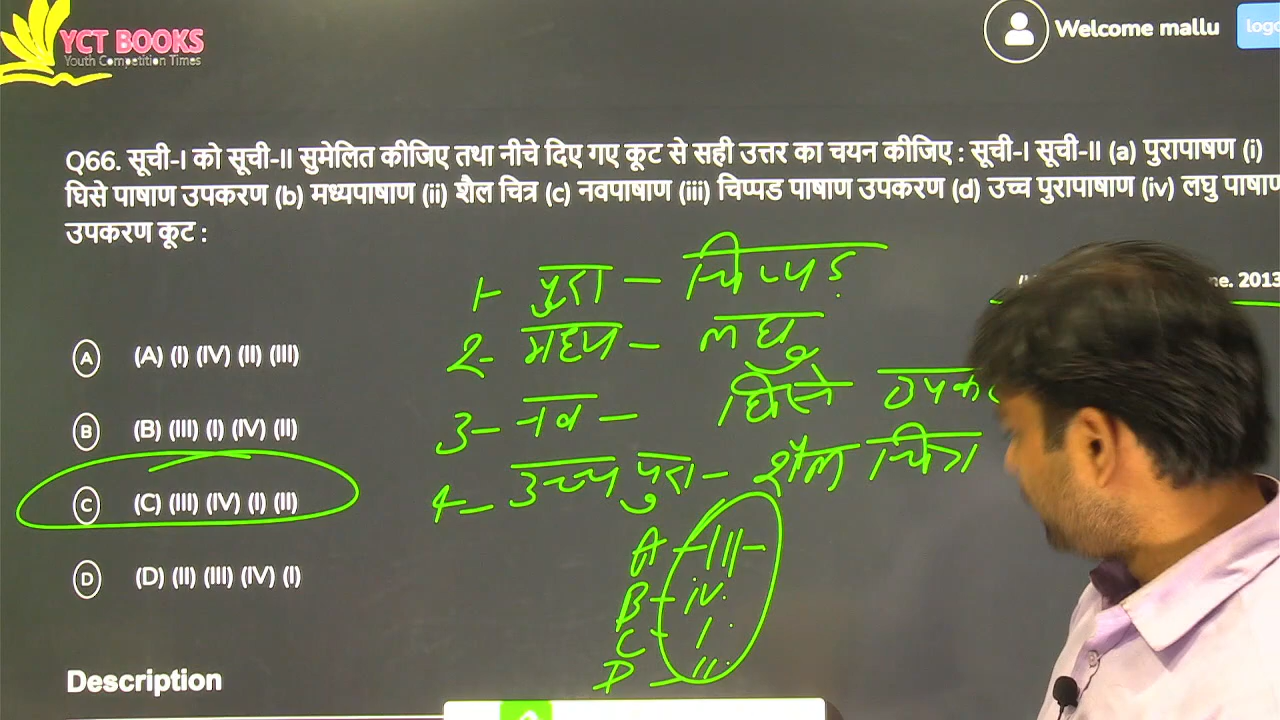 YCT BOOKS
Youth Competition Times
Welcome mallu
Q66. सूची-I को सूची-II सुमेलित कीजिए तथा नीचे दिए गए कूट से सही उत्तर का चयन कीजिए : सूची-I सूची-II (a) पुरापाषण (i)
घिसे पाषाण उपकरण (b) मध्यपाषाण (ii) शैल चित्र (c) नवपाषाण (iii) चिप्पड पाषाण उपकरण (d) उच्च पुरापाषाण (iv) लघु पाषाण
उपकरण कूट :
2013
1- पुरा - चिप्पड़
2- मध्य - लघु
3- नव - घिसे
4- उच्च पुरा - शैल चित्र
A (A) (I) (IV) (II) (III)
B (B) (III) (I) (IV) (II)
C (C) (III) (IV) (I) (II)
D (D) (II) (III) (IV) (I)
A - III -
B - iv.
C - I.
D - ii.
Description